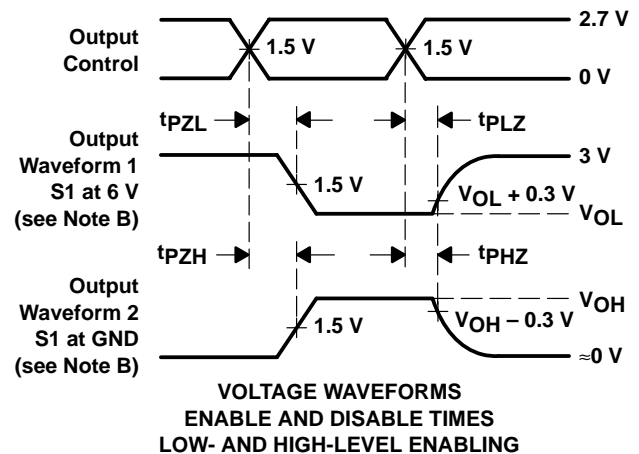 Output
Control
1.5 V
1.5 V
2.7 V
0 V
tPZL
tPLZ
Output
Waveform 1
S1 at 6 V
(see Note B)
1.5 V
3 V
VOL + 0.3 V
VOL
tPZH
tPHZ
Output
Waveform 2
S1 at GND
(see Note B)
1.5 V
VOH
VOH – 0.3 V
≈0 V
VOLTAGE WAVEFORMS
ENABLE AND DISABLE TIMES
LOW- AND HIGH-LEVEL ENABLING